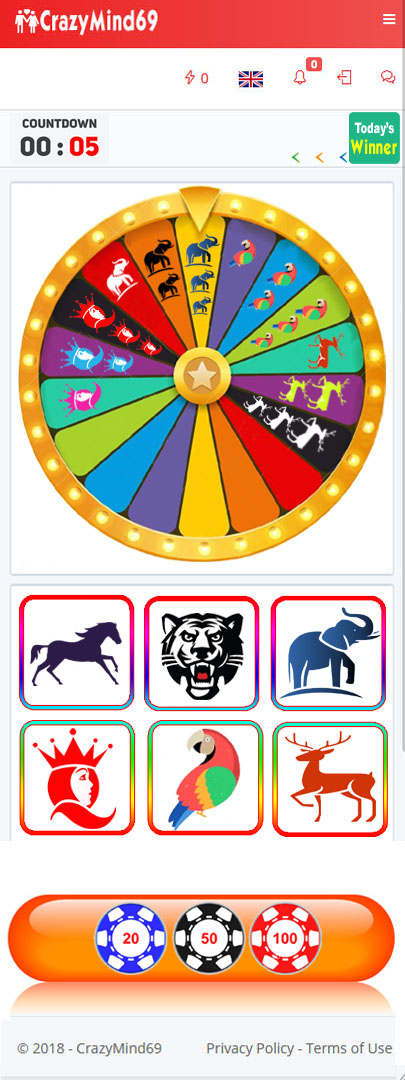 CrazyMind69
0
0
COUNTDOWN
00 : 05
Today's
Winner
20
50
100
© 2018 - CrazyMind69
Privacy Policy - Terms of Use